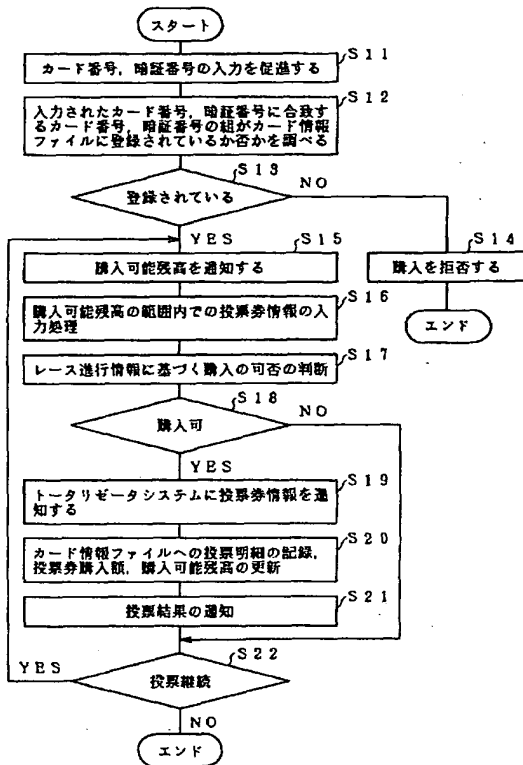 スタート
S11
カード番号,暗証番号の入力を促進する
S12
入力されたカード番号,暗証番号に合致す
るカード番号,暗証番号の組がカード情報
ファイルに登録されているか否かを調べる
S13
登録されている
NO
YES
S14
購入を拒否する
エンド
S15
購入可能残高を通知する
S16
購入可能残高の範囲内での投票券情報の入
力処理
S17
レース進行情報に基づく購入の可否の判断
S18
購入可
NO
YES
S19
トータリゼータシステムに投票券情報を通
知する
S20
カード情報ファイルへの投票明細の記録,
投票券購入額,購入可能残高の更新
S21
投票結果の通知
S22
YES
投票継続
NO
エンド